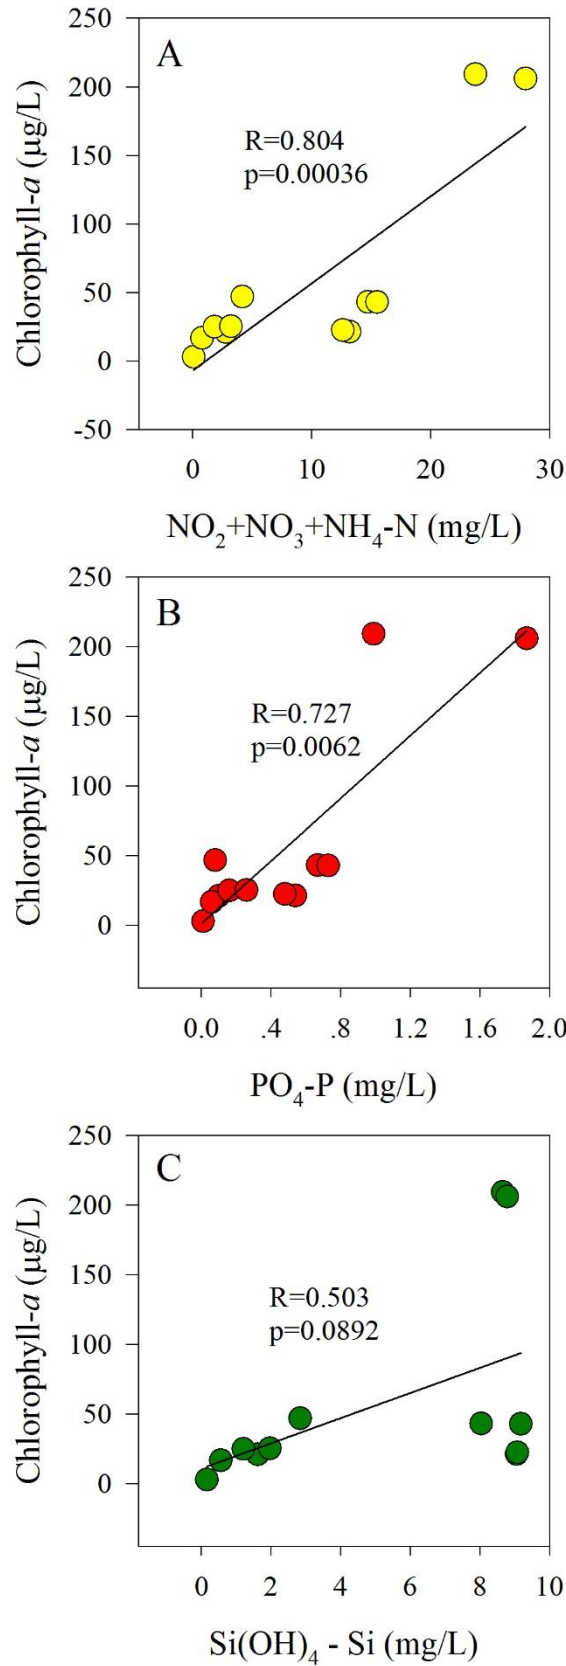 A
250
200
150
100
50
0
-50
Chlorophyll-a (µg/L)
R=0.804
p=0.00036
0 10 20 30
NO₂+NO₃+NH₄-N (mg/L)
B
250
200
150
100
50
0
Chlorophyll-a (µg/L)
R=0.727
p=0.0062
0.0 .4 .8 1.2 1.6 2.0
PO₄-P (mg/L)
C
250
200
150
100
50
0
Chlorophyll-a (µg/L)
R=0.503
p=0.0892
0 2 4 6 8 10
Si(OH)₄ - Si (mg/L)